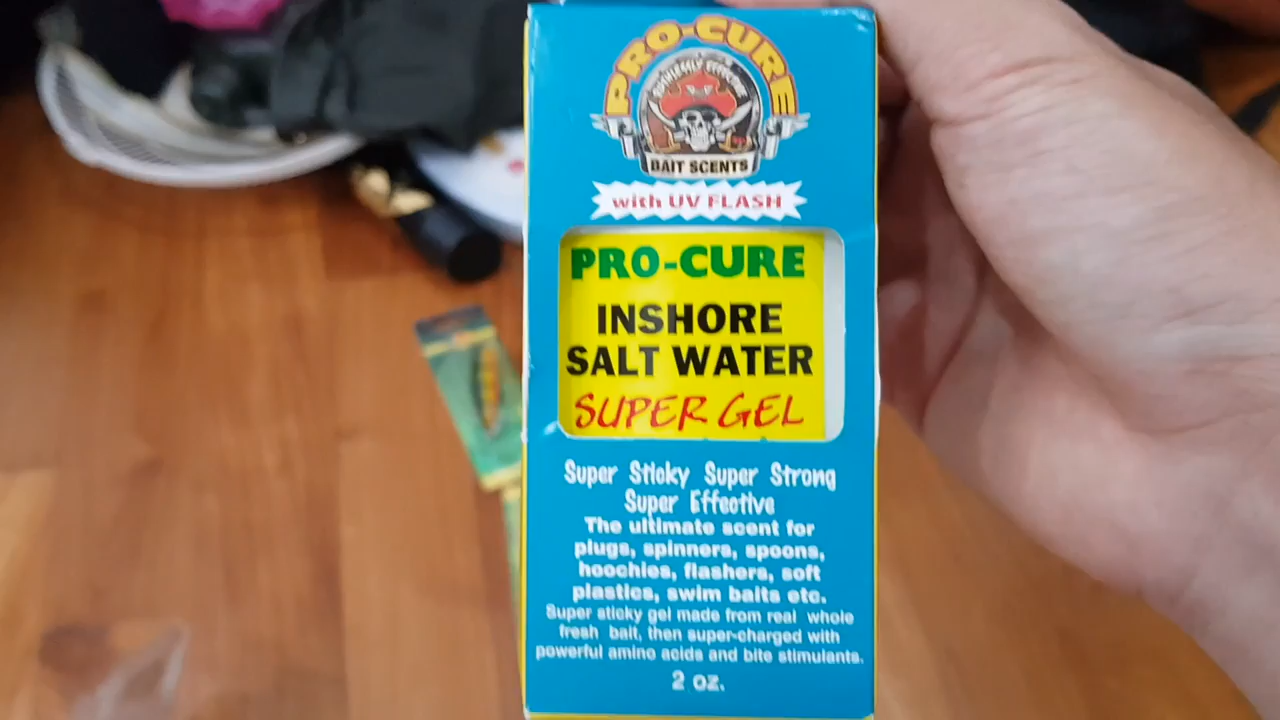 PRO-CURE
RUTHLESSLY EFFECTIVE
BAIT SCENTS
with UV FLASH
PRO-CURE
INSHORE
SALT WATER
SUPER GEL
Super Sticky Super Strong
Super Effective
The ultimate scent for
plugs, spinners, spoons,
hoochies, flashers, soft
plastics, swim baits etc.
Super sticky gel made from real whole
fresh bait, then super-charged with
powerful amino acids and bite stimulants.
2 oz.